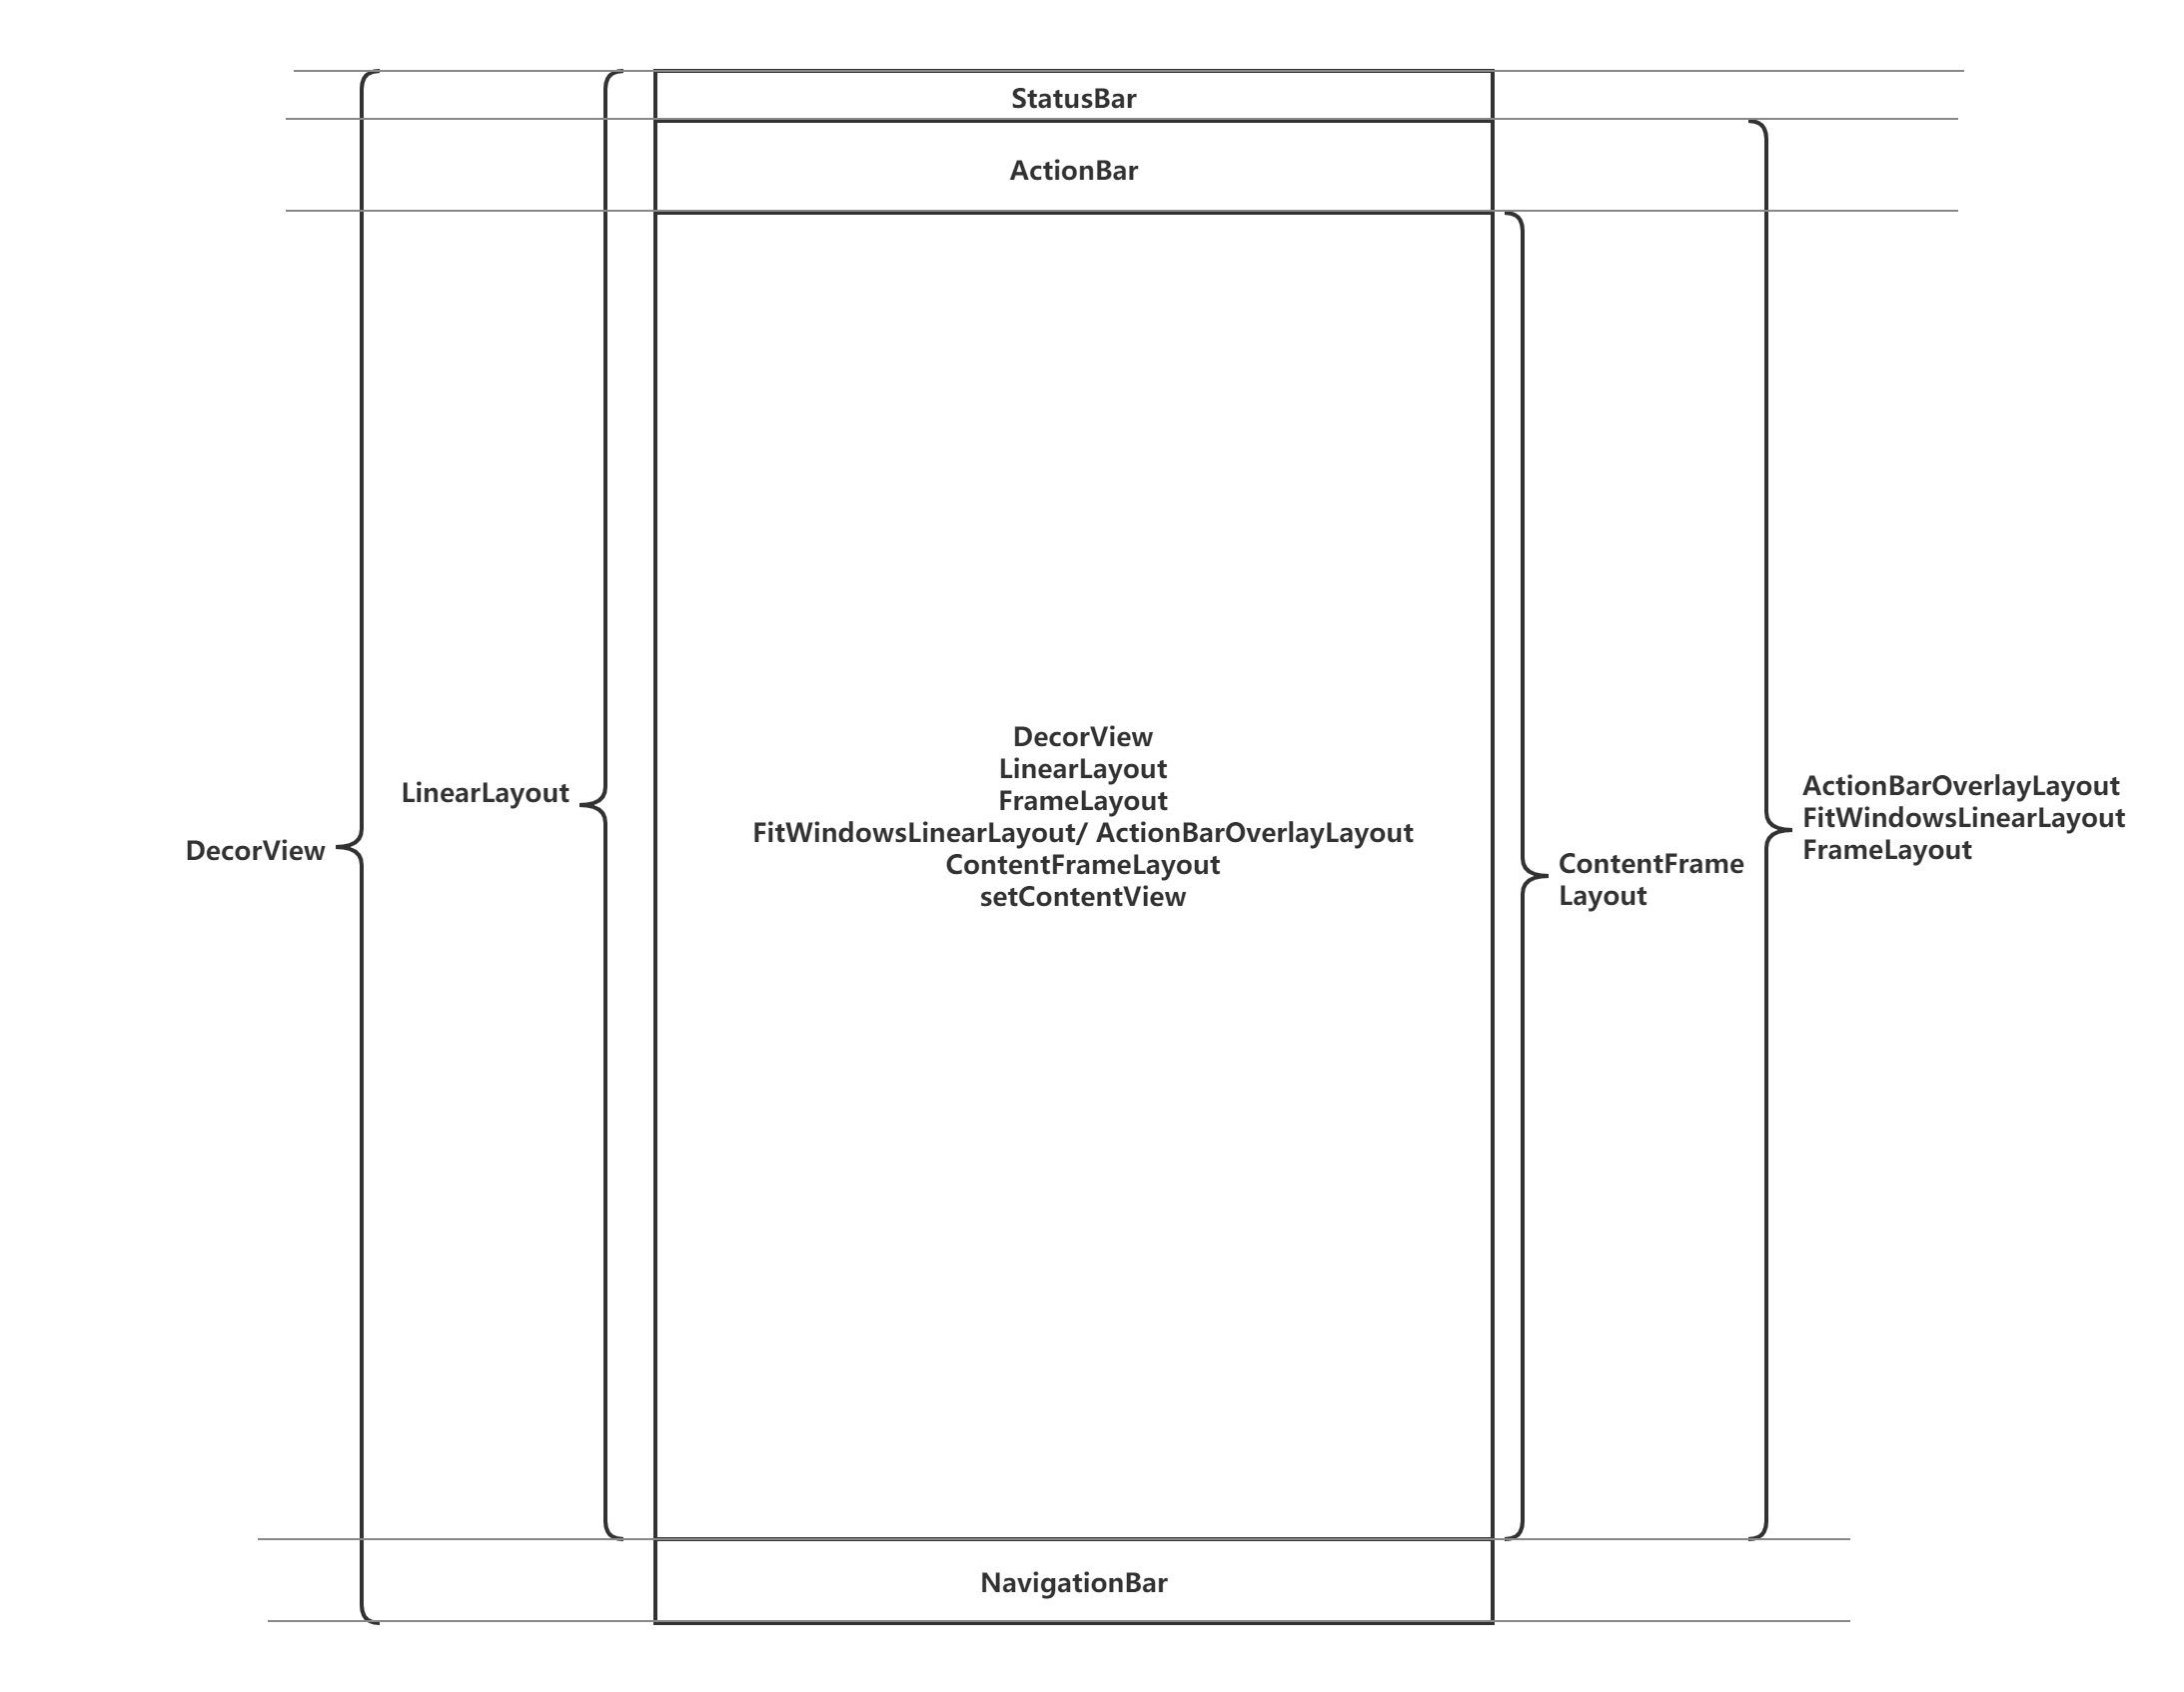 StatusBar
ActionBar
DecorView
LinearLayout
DecorView
LinearLayout
FrameLayout
FitWindowsLinearLayout/ ActionBarOverlayLayout
ContentFrameLayout
setContentView
ContentFrame
Layout
ActionBarOverlayLayout
FitWindowsLinearLayout
FrameLayout
NavigationBar